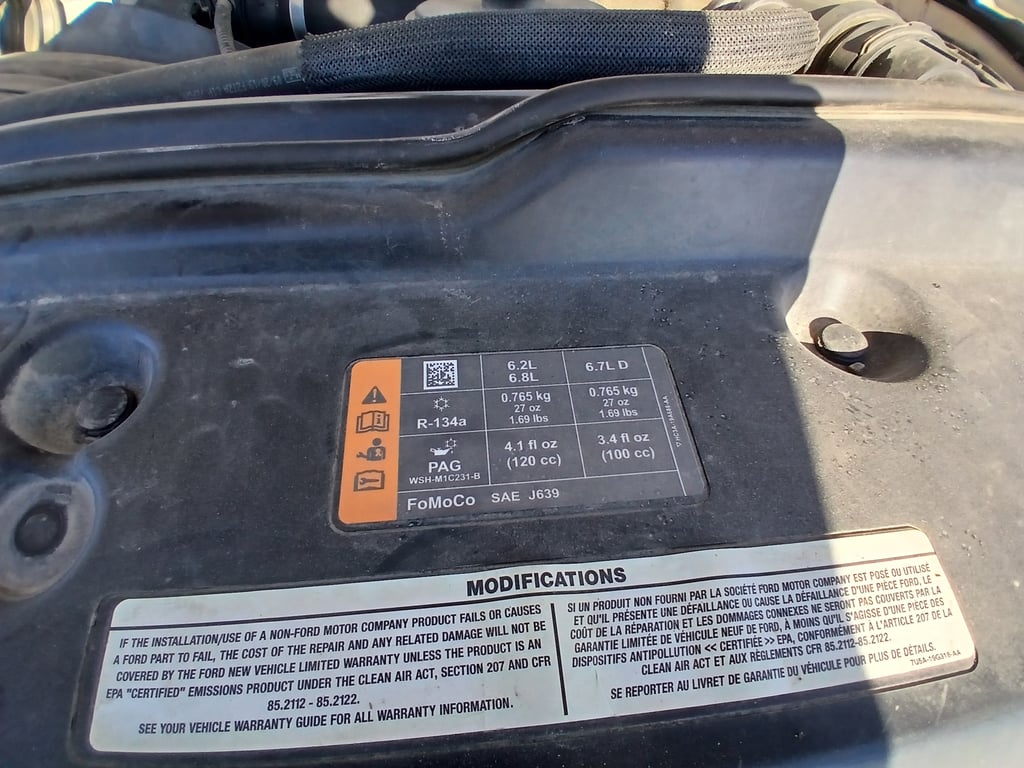 6.2L
6.8L
6.7L D
R-134a
0.765 kg
27 oz
1.69 lbs
0.765 kg
27 oz
1.69 lbs
PAG
WSH-M1C231-B
4.1 fl oz
(120 cc)
3.4 fl oz
(100 cc)
FoMoCo SAE J639
MODIFICATIONS
IF THE INSTALLATION/USE OF A NON-FORD MOTOR COMPANY PRODUCT FAILS OR CAUSES
A FORD PART TO FAIL, THE COST OF THE REPAIR AND ANY RELATED DAMAGE WILL NOT BE
COVERED BY THE FORD NEW VEHICLE LIMITED WARRANTY UNLESS THE PRODUCT IS AN
EPA "CERTIFIED" EMISSIONS PRODUCT UNDER THE CLEAN AIR ACT, SECTION 207 AND CFR
85.2112 - 85.2122.
SEE YOUR VEHICLE WARRANTY GUIDE FOR ALL WARRANTY INFORMATION.
SI UN PRODUIT NON FOURNI PAR LA SOCIÉTÉ FORD MOTOR COMPANY EST POSÉ OU UTILISÉ
ET QU'IL PRÉSENTE UNE DÉFAILLANCE OU CAUSE LA DÉFAILLANCE D'UNE PIÈCE FORD, LE
COÛT DE LA RÉPARATION ET LES DOMMAGES CONNEXES NE SERONT PAS COUVERTS PAR LA
GARANTIE LIMITÉE DE VÉHICULE NEUF DE FORD, À MOINS QU'IL S'AGISSE D'UNE PIÈCE DES
DISPOSITIFS ANTIPOLLUTION << CERTIFIÉE >> EPA, CONFORMÉMENT À L'ARTICLE 207 DE LA
CLEAN AIR ACT ET AUX RÈGLEMENTS CFR 85.2112-85.2122.
SE REPORTER AU LIVRET DE GARANTIE DU VÉHICULE POUR PLUS DE DÉTAILS.
7U5A-19G318-AA